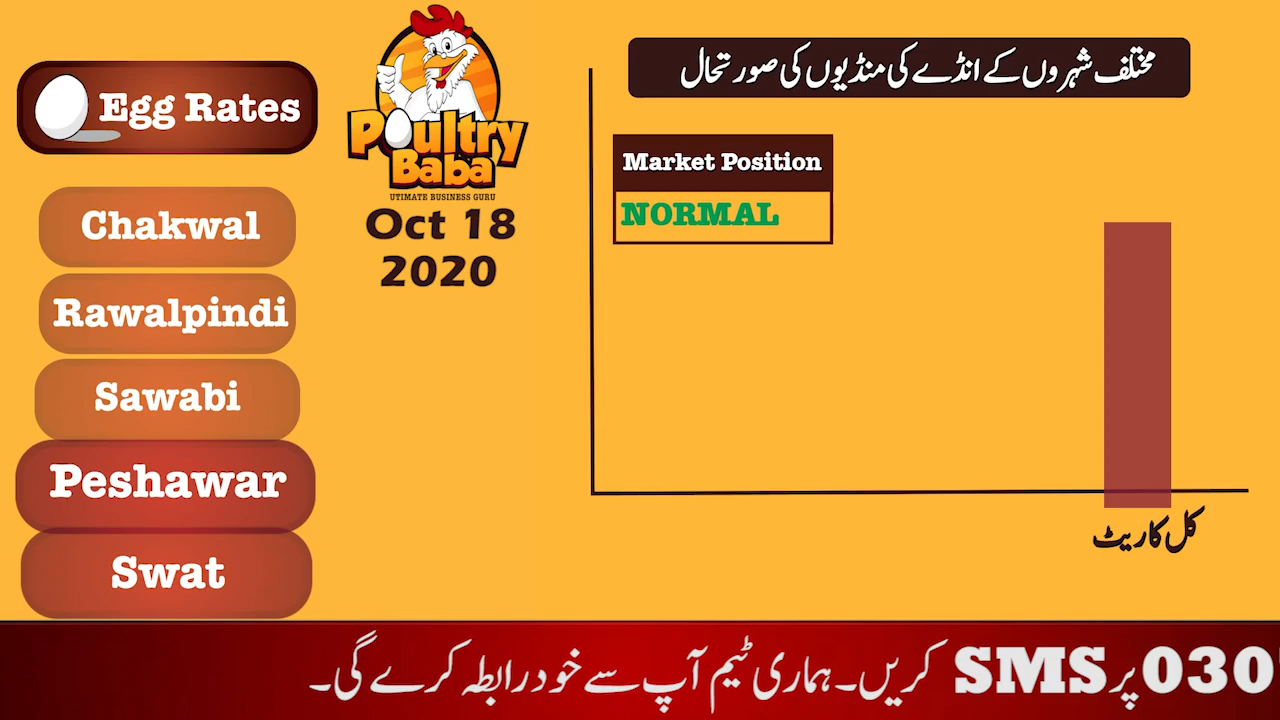 Egg Rates
Chakwal
Rawalpindi
Sawabi
Peshawar
Swat
Poultry
Baba
UTIMATE BUSINESS GURU
Oct 18
2020
مختلف شہروں کے انڈے کی منڈیوں کی صورتحال
Market Position
NORMAL
کل کا ریٹ
030 پر SMS کریں۔ ہماری ٹیم آپ سے خود رابطہ کرے گی۔